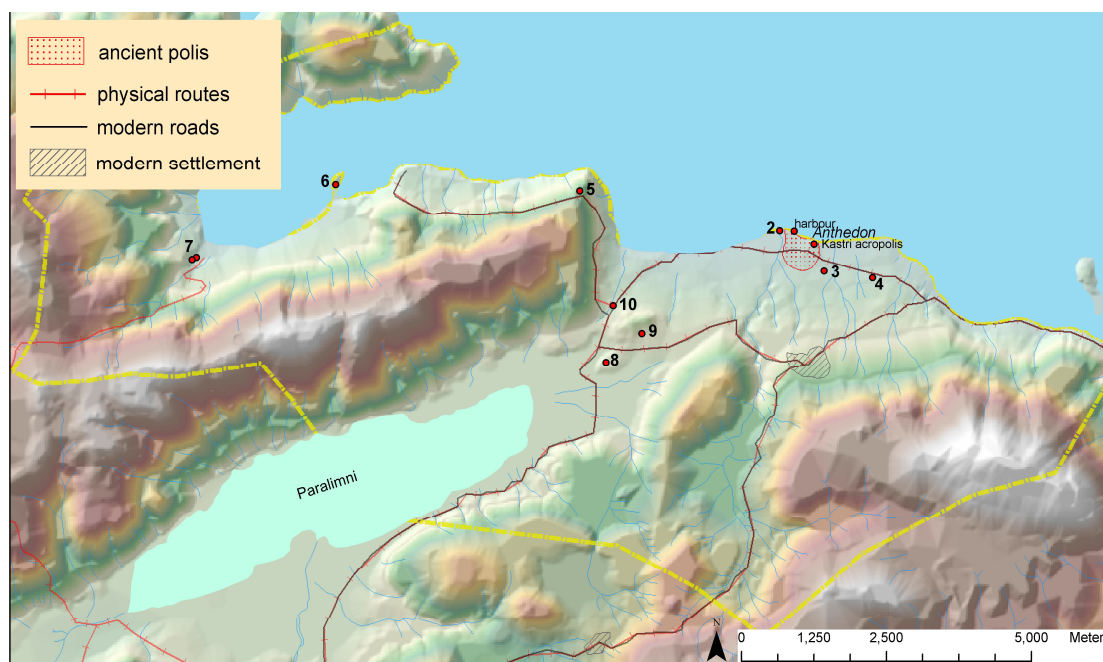 ancient polis
physical routes
modern roads
modern settlement
6
5
7
2
harbour
Anthedon
Kastri acropolis
3
4
10
9
8
Paralimni
N
0
1,250
2,500
5,000
Meter